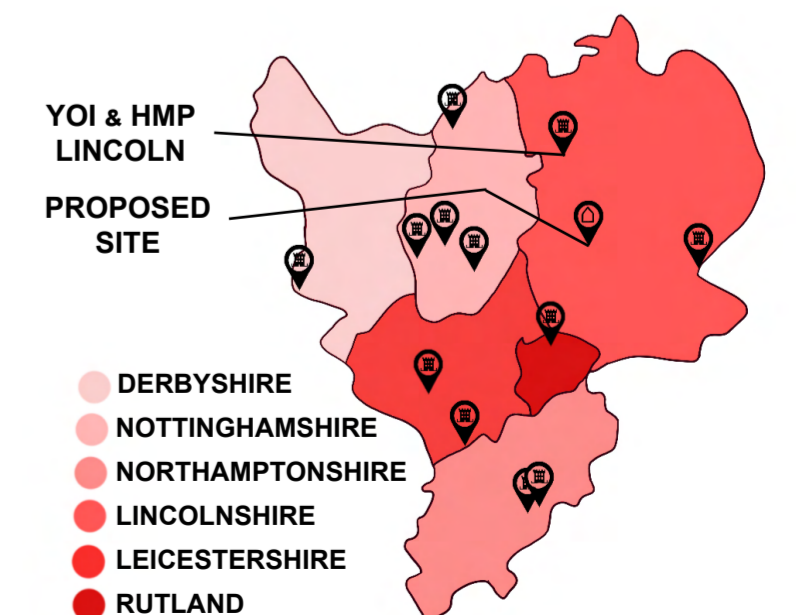 YOI & HMP
LINCOLN
PROPOSED
SITE
DERBYSHIRE
NOTTINGHAMSHIRE
NORTHAMPTONSHIRE
LINCOLNSHIRE
LEICESTERSHIRE
RUTLAND